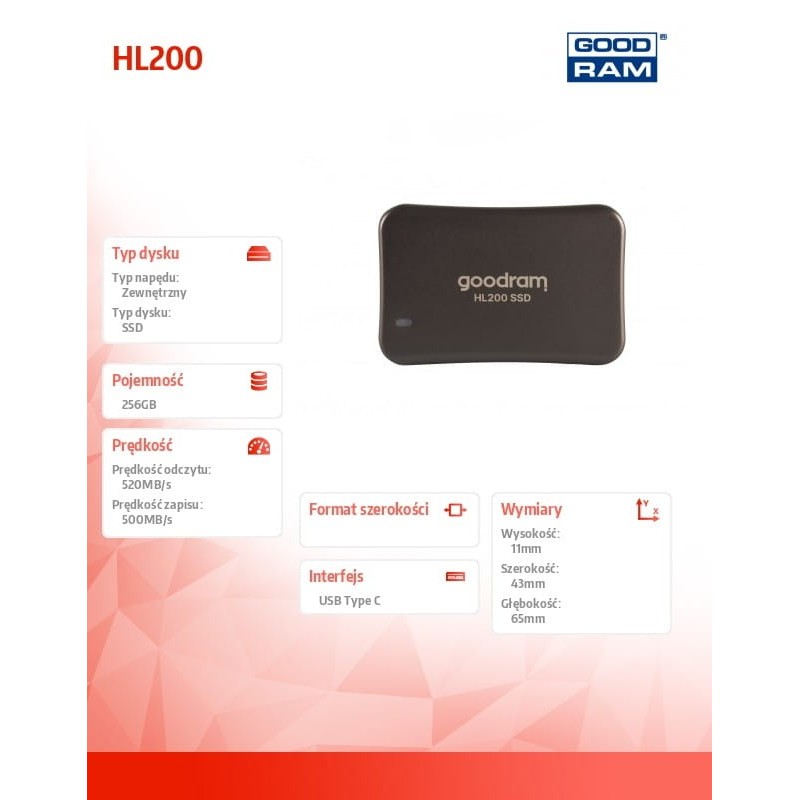 HL200
GOOD
RAM
®
goodram
HL200 SSD
Typ dysku
Typ napędu:
Zewnętrzny
Typ dysku:
SSD
Pojemność
256GB
Prędkość
Prędkość odczytu:
520MB/s
Prędkość zapisu:
500MB/s
Format szerokości
Interfejs
USB Type C
Wymiary
Y
X
Wysokość:
11mm
Szerokość:
43mm
Głębokość:
65mm